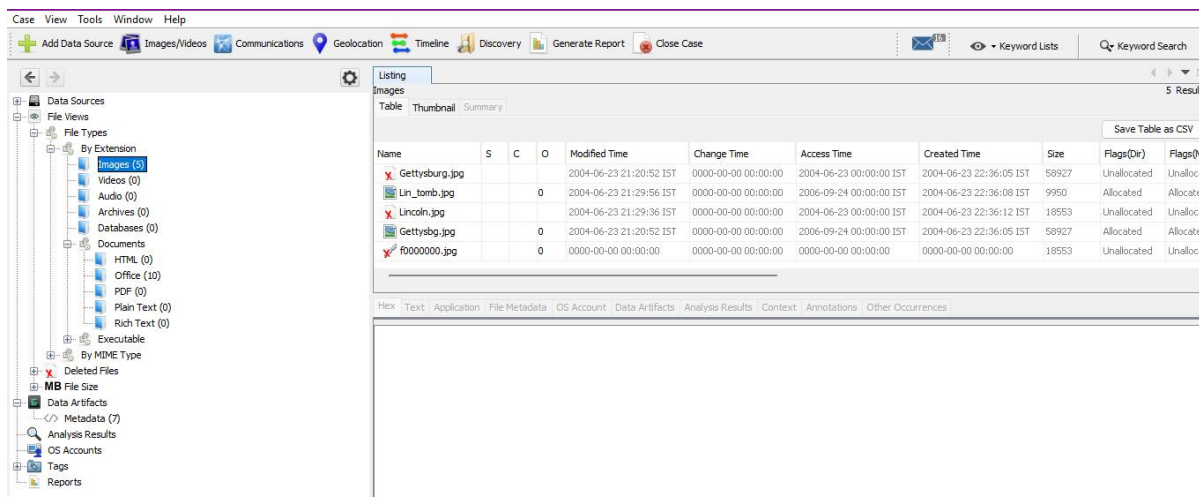 Case View Tools Window Help
Add Data Source Images/Videos Communications Geolocation Timeline Discovery Generate Report Close Case 15 Keyword Lists Keyword Search
Listing
Images 5 Resul
Table Thumbnail Summary
Save Table as CSV
Name S C O Modified Time Change Time Access Time Created Time Size Flags(Dir) Flags(M
Gettysburg.jpg 2004-06-23 21:20:52 IST 0000-00-00 00:00:00 2004-06-23 00:00:00 IST 2004-06-23 22:36:05 IST 58927 Unallocated Unalloc
Lin_tomb.jpg 0 2004-06-23 21:29:56 IST 0000-00-00 00:00:00 2006-09-24 00:00:00 IST 2004-06-23 22:36:08 IST 9950 Allocated Allocate
Lincoln.jpg 2004-06-23 21:29:36 IST 0000-00-00 00:00:00 2004-06-23 00:00:00 IST 2004-06-23 22:36:12 IST 18553 Unallocated Unalloc
Gettysbg.jpg 0 2004-06-23 21:20:52 IST 0000-00-00 00:00:00 2006-09-24 00:00:00 IST 2004-06-23 22:36:05 IST 58927 Allocated Allocate
f0000000.jpg 0 0000-00-00 00:00:00 0000-00-00 00:00:00 0000-00-00 00:00:00 0000-00-00 00:00:00 18553 Unallocated Unalloc
Hex Text Application File Metadata OS Account Data Artifacts Analysis Results Context Annotations Other Occurrences
Data Sources
File Views
File Types
By Extension
Images (5)
Videos (0)
Audio (0)
Archives (0)
Databases (0)
Documents
HTML (0)
Office (10)
PDF (0)
Plain Text (0)
Rich Text (0)
Executable
By MIME Type
Deleted Files
MB File Size
Data Artifacts
Metadata (7)
Analysis Results
OS Accounts
Tags
Reports